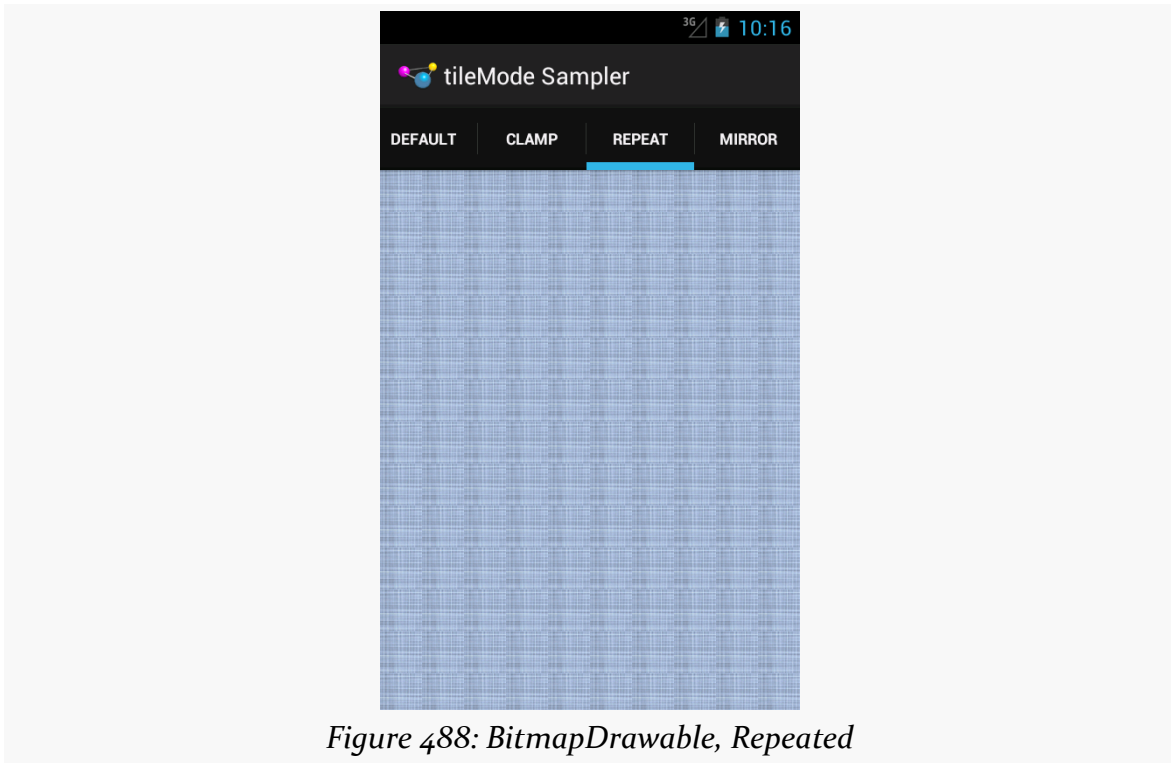 3G 10:16
tileMode Sampler
DEFAULT CLAMP REPEAT MIRROR
Figure 488: BitmapDrawable, Repeated